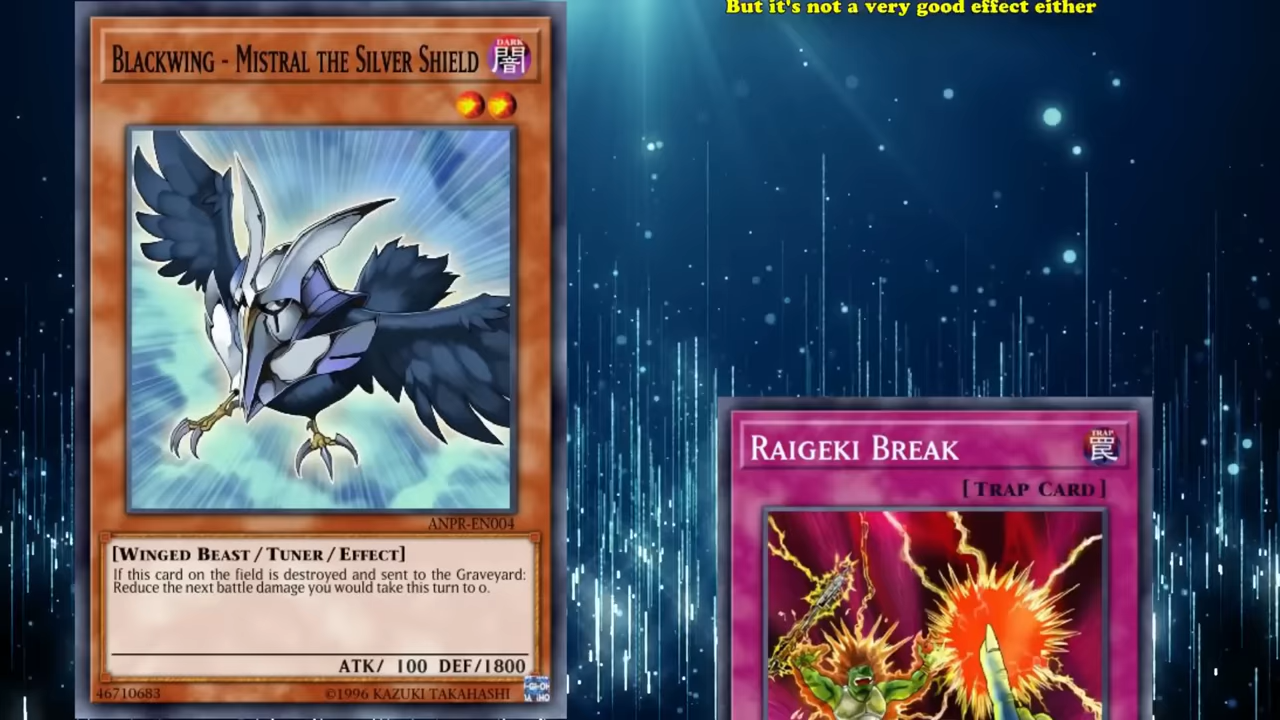 But it's not a very good effect either
Blackwing - Mistral the Silver Shield
DARK
闇
ANPR-EN004
[Winged Beast / Tuner / Effect]
If this card on the field is destroyed and sent to the Graveyard:
Reduce the next battle damage you would take this turn to 0.
ATK/ 100 DEF/1800
46710683
©1996 KAZUKI TAKAHASHI
Raigeki Break
TRAP
罠
[Trap Card]